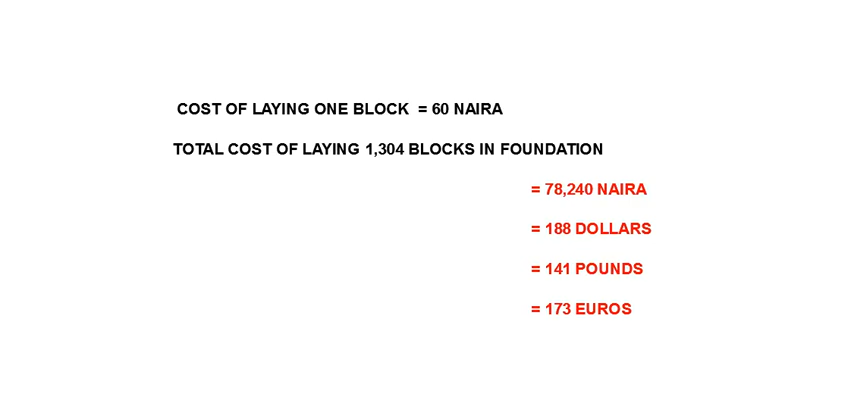 COST OF LAYING ONE BLOCK = 60 NAIRA
TOTAL COST OF LAYING 1,304 BLOCKS IN FOUNDATION
= 78,240 NAIRA
= 188 DOLLARS
= 141 POUNDS
= 173 EUROS